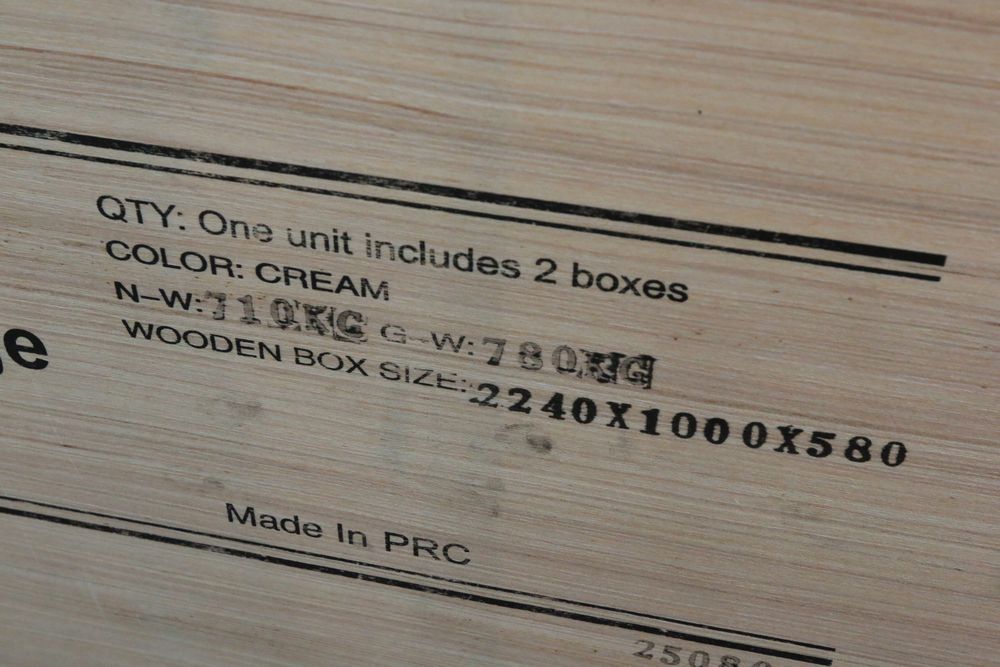 QTY: One unit includes 2 boxes
COLOR: CREAM
N-W:710KG G-W:780KG
WOODEN BOX SIZE:2240X1000X580
Made In PRC